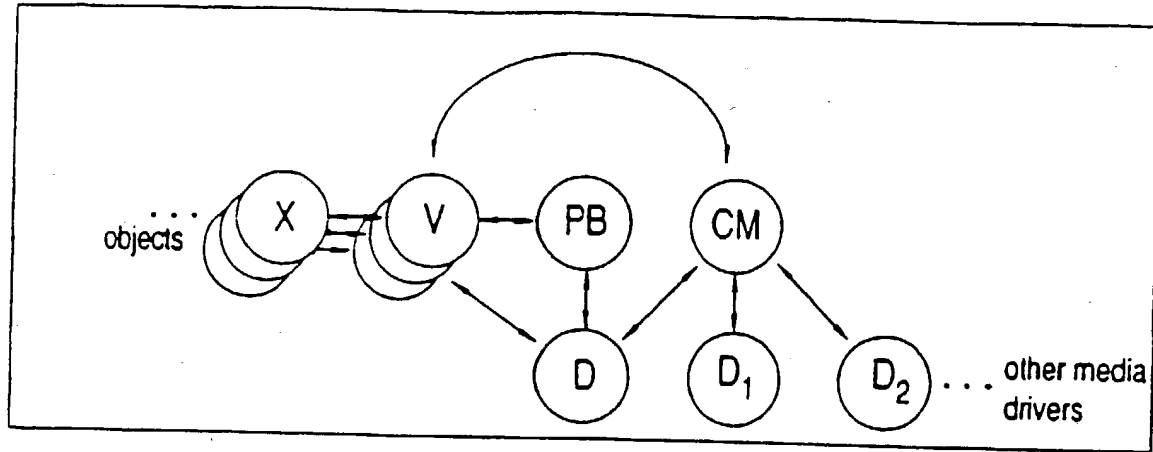 . . .
objects
X
V
PB
CM
D
D₁
D₂
. . . other media
drivers